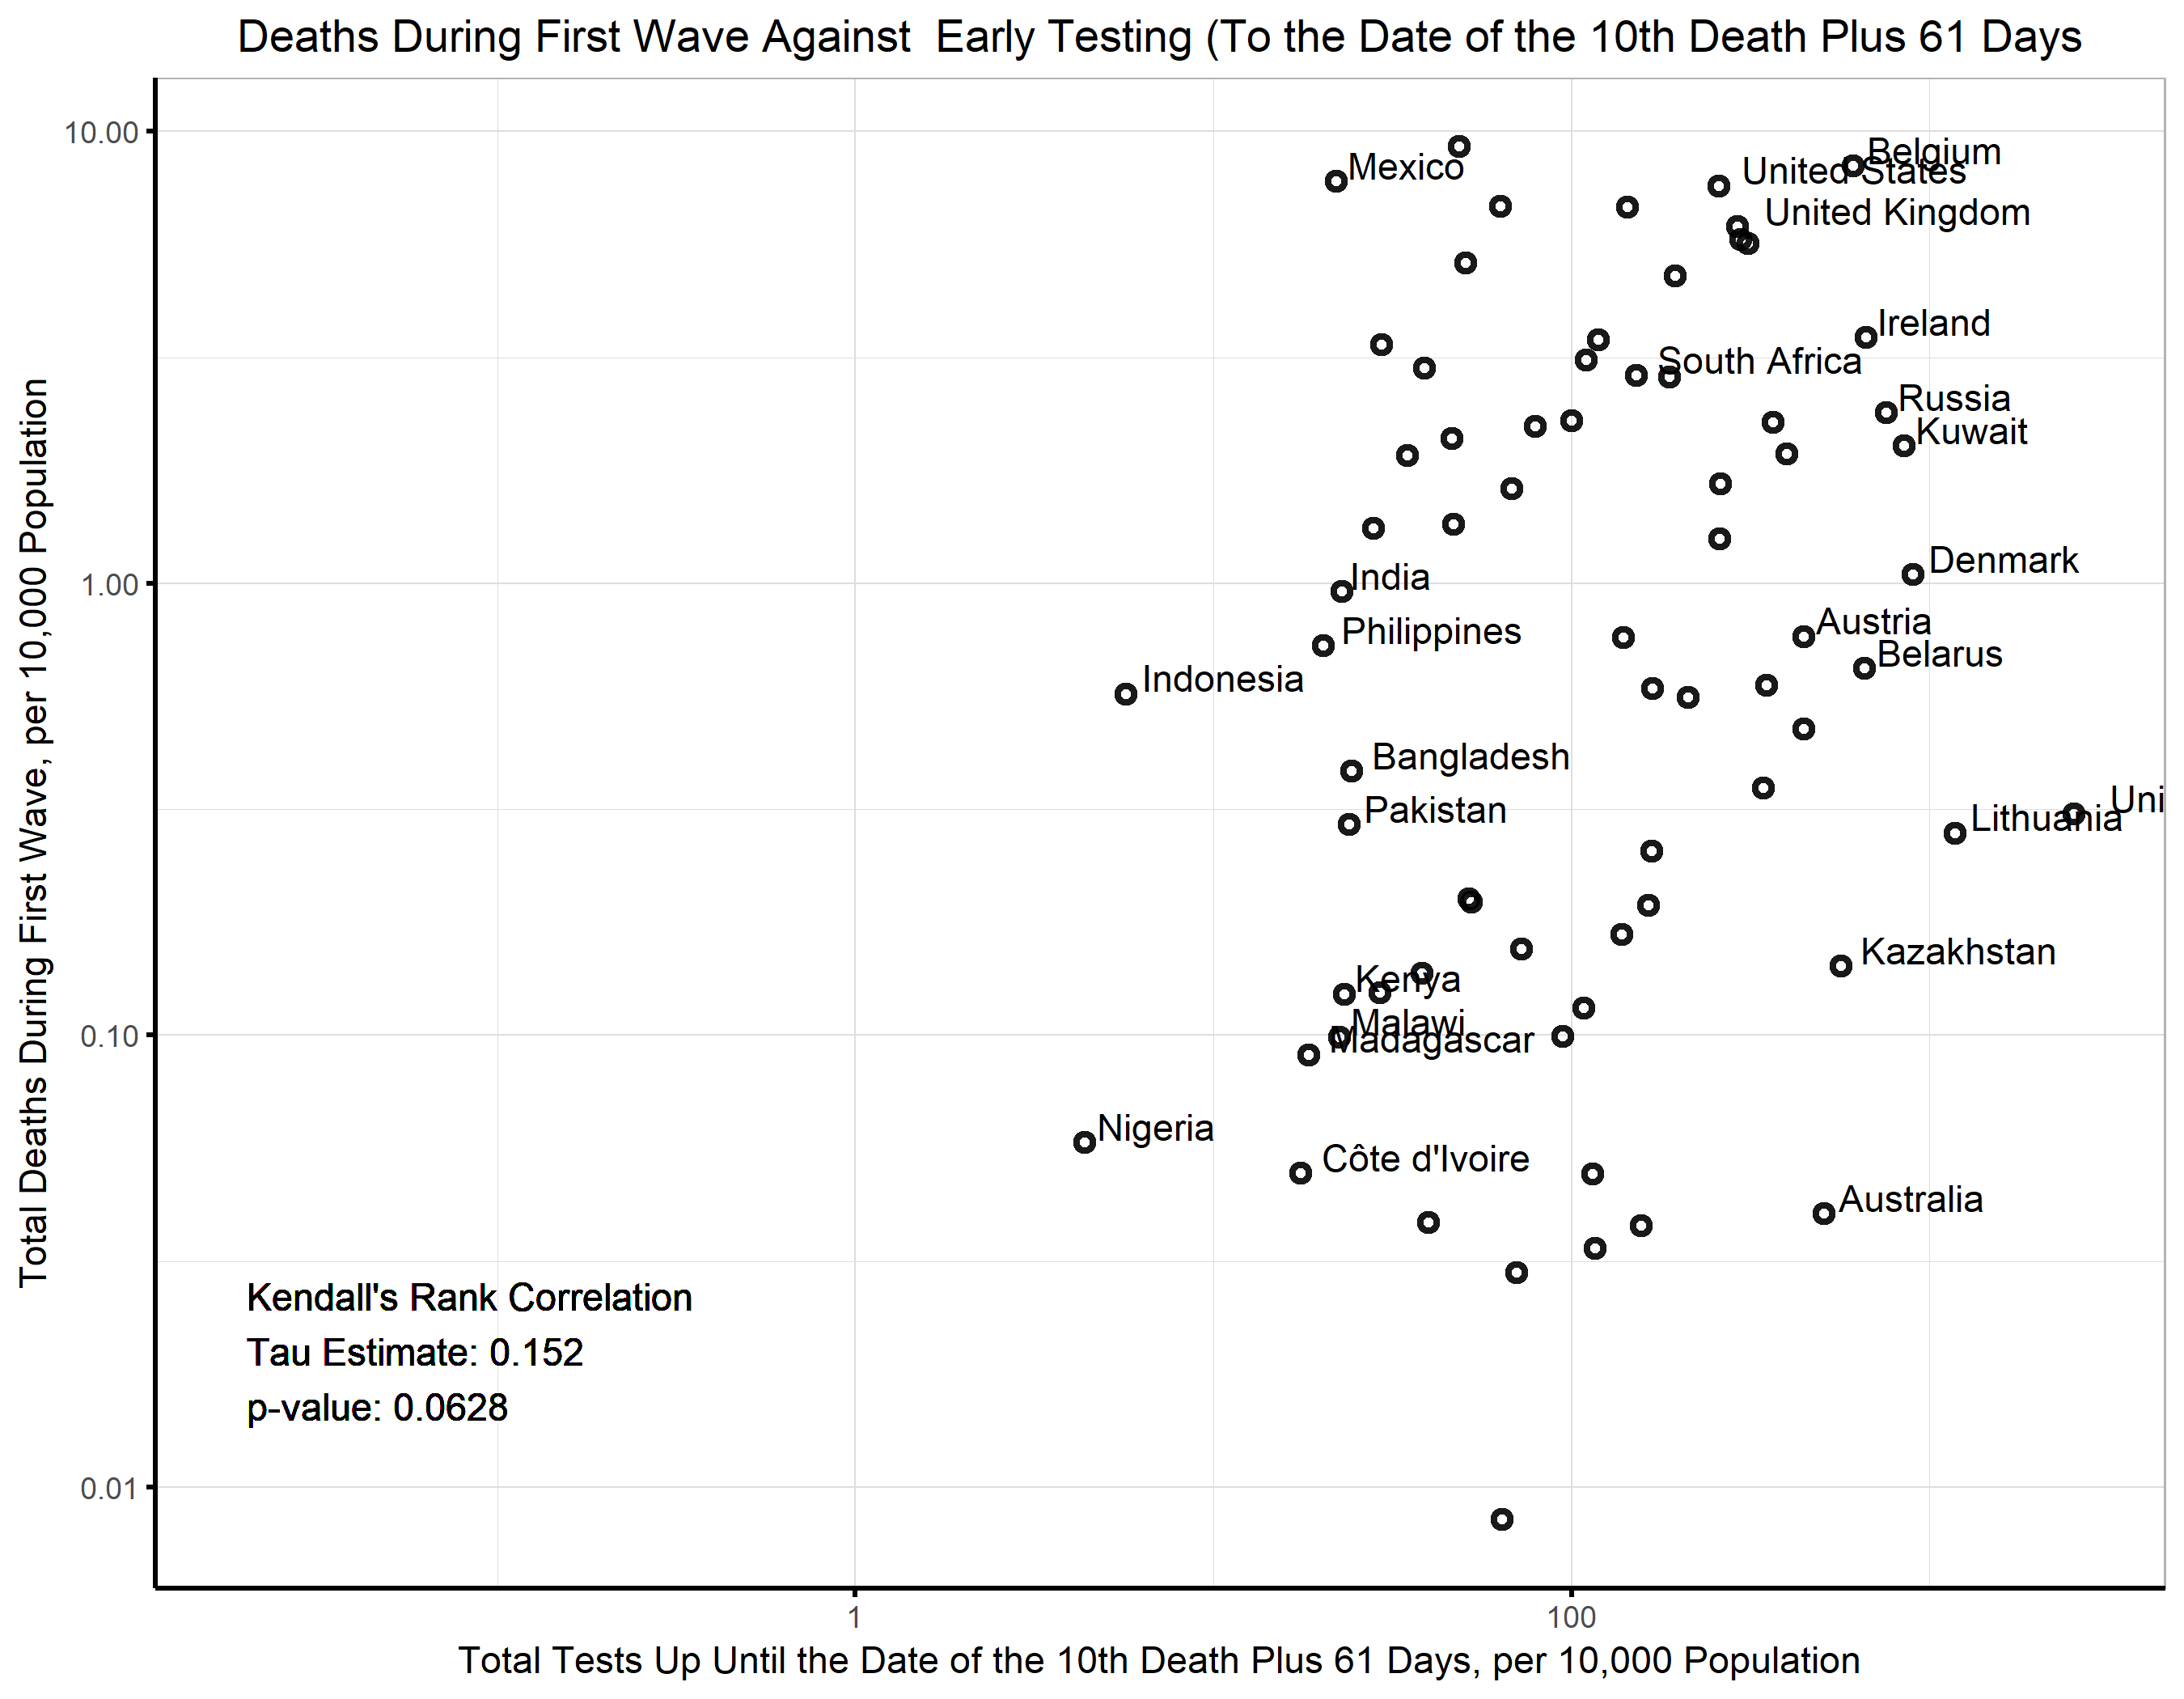 Deaths During First Wave Against  Early Testing (To the Date of the 10th Death Plus 61 Days
Total Deaths During First Wave, per 10,000 Population
10.00
1.00
0.10
0.01
Belgium
Mexico
United States
United Kingdom
Ireland
South Africa
Russia
Kuwait
Denmark
India
Austria
Philippines
Belarus
Indonesia
Bangladesh
Uni
Pakistan
Lithuania
Kazakhstan
Kenya
Malawi
Madagascar
Nigeria
Côte d'Ivoire
Australia
Kendall's Rank Correlation
Tau Estimate: 0.152
p-value: 0.0628
1
100
Total Tests Up Until the Date of the 10th Death Plus 61 Days, per 10,000 Population